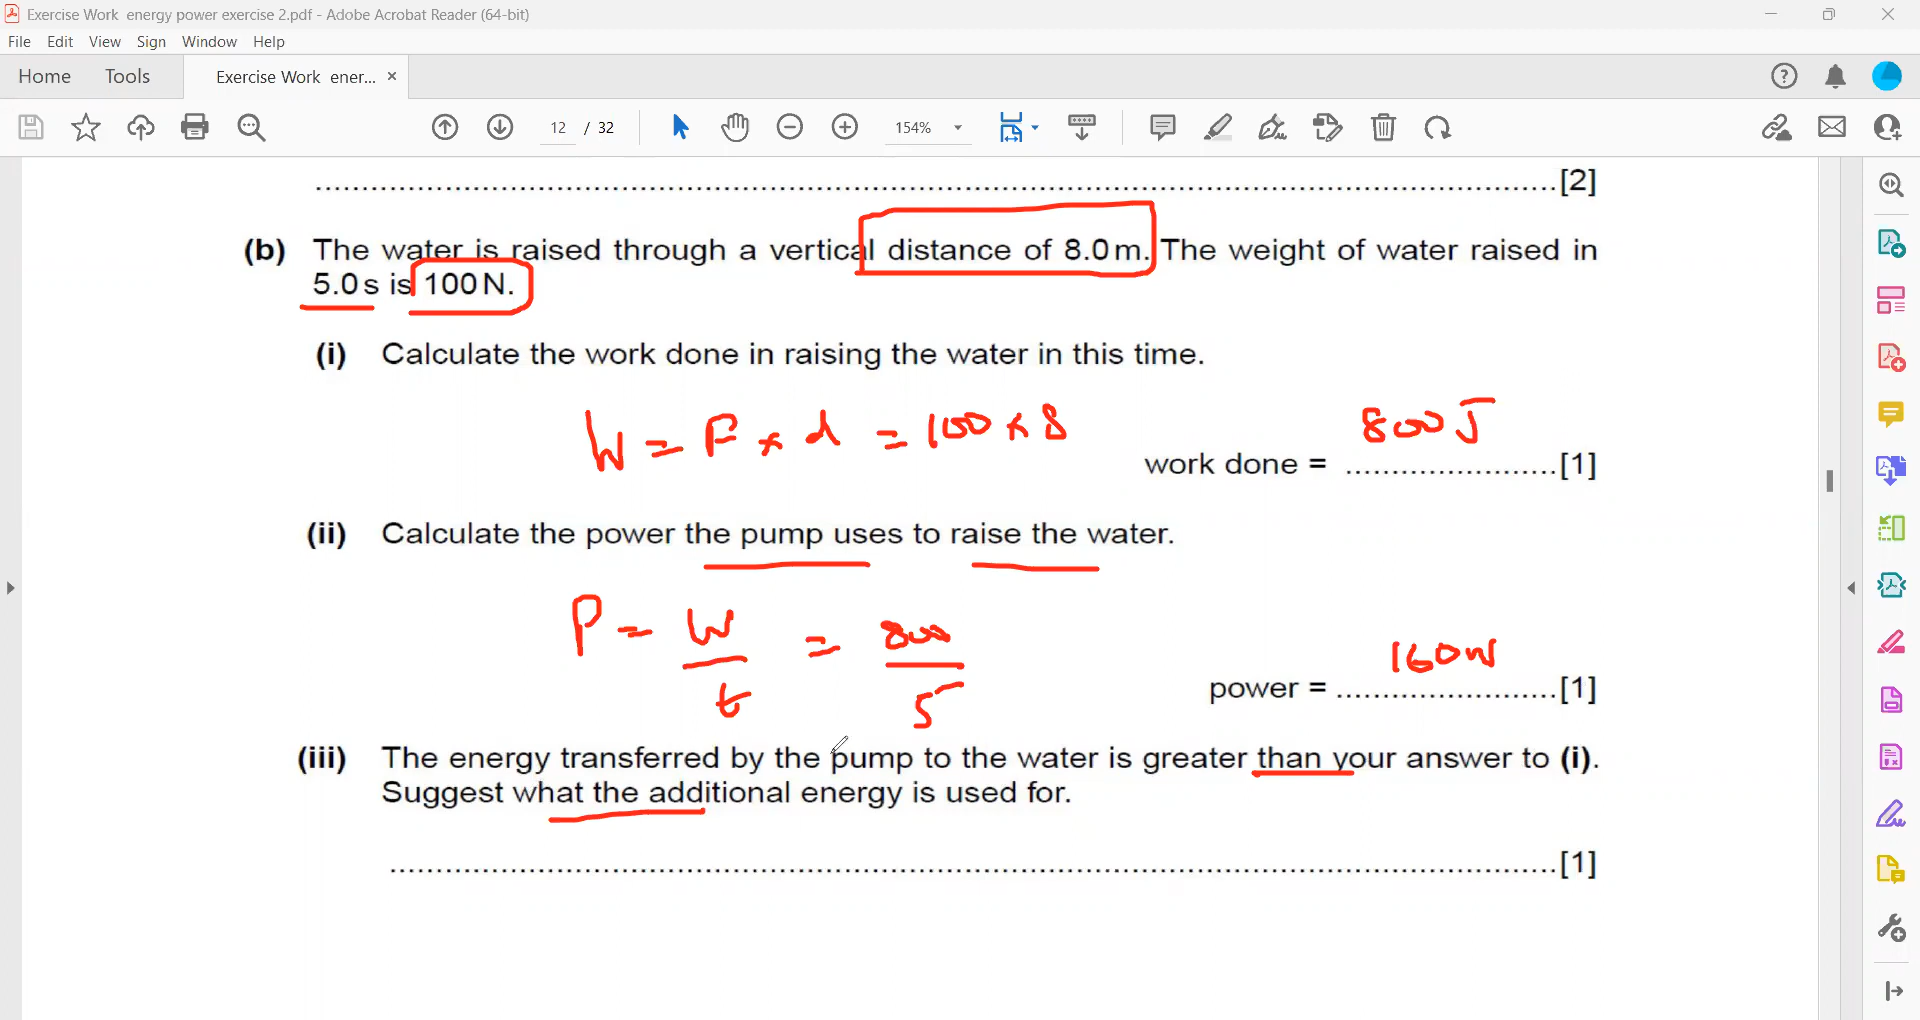 Exercise Work energy power exercise 2.pdf - Adobe Acrobat Reader (64-bit)
File Edit View Sign Window Help
Home Tools Exercise Work ener... ×
12 / 32 154%
[2]
(b) The water is raised through a vertical distance of 8.0 m. The weight of water raised in
5.0 s is 100 N.
(i) Calculate the work done in raising the water in this time.
W = F × d = 100 × 8
800 J
work done = ........................[1]
(ii) Calculate the power the pump uses to raise the water.
P = W/t = 800/5
160 W
power = ........................[1]
(iii) The energy transferred by the pump to the water is greater than your answer to (i).
Suggest what the additional energy is used for.
[1]